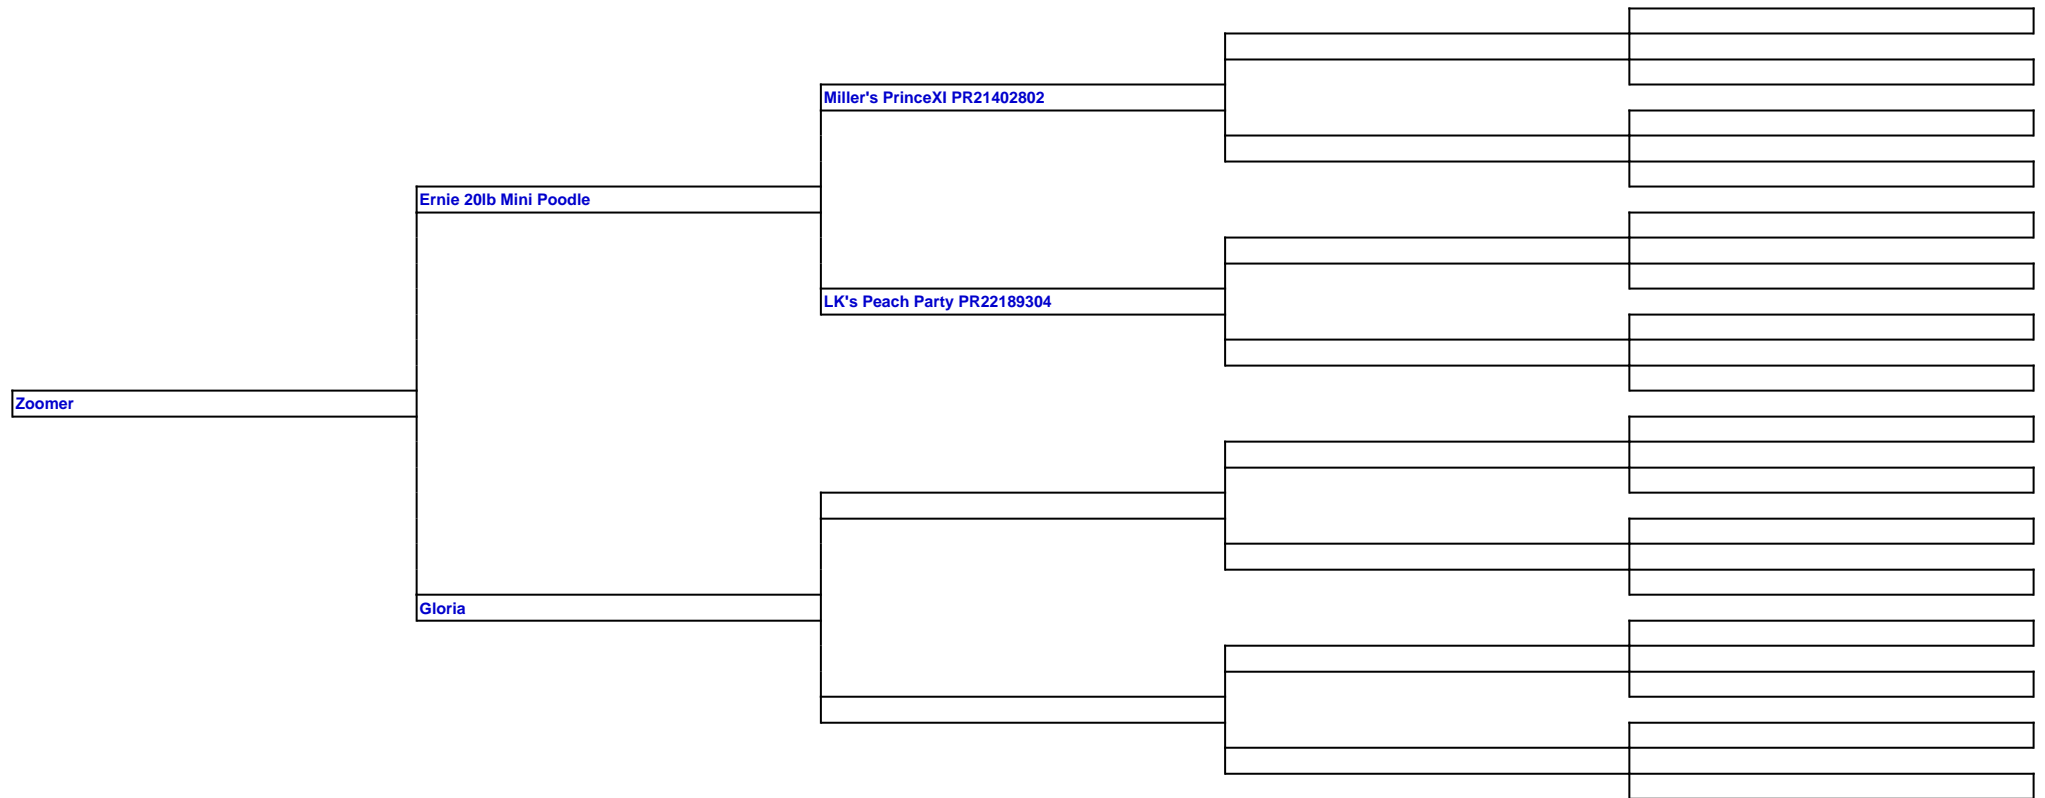 Miller's PrinceXI PR21402802
Ernie 20lb Mini Poodle
LK's Peach Party PR22189304
Zoomer
Gloria